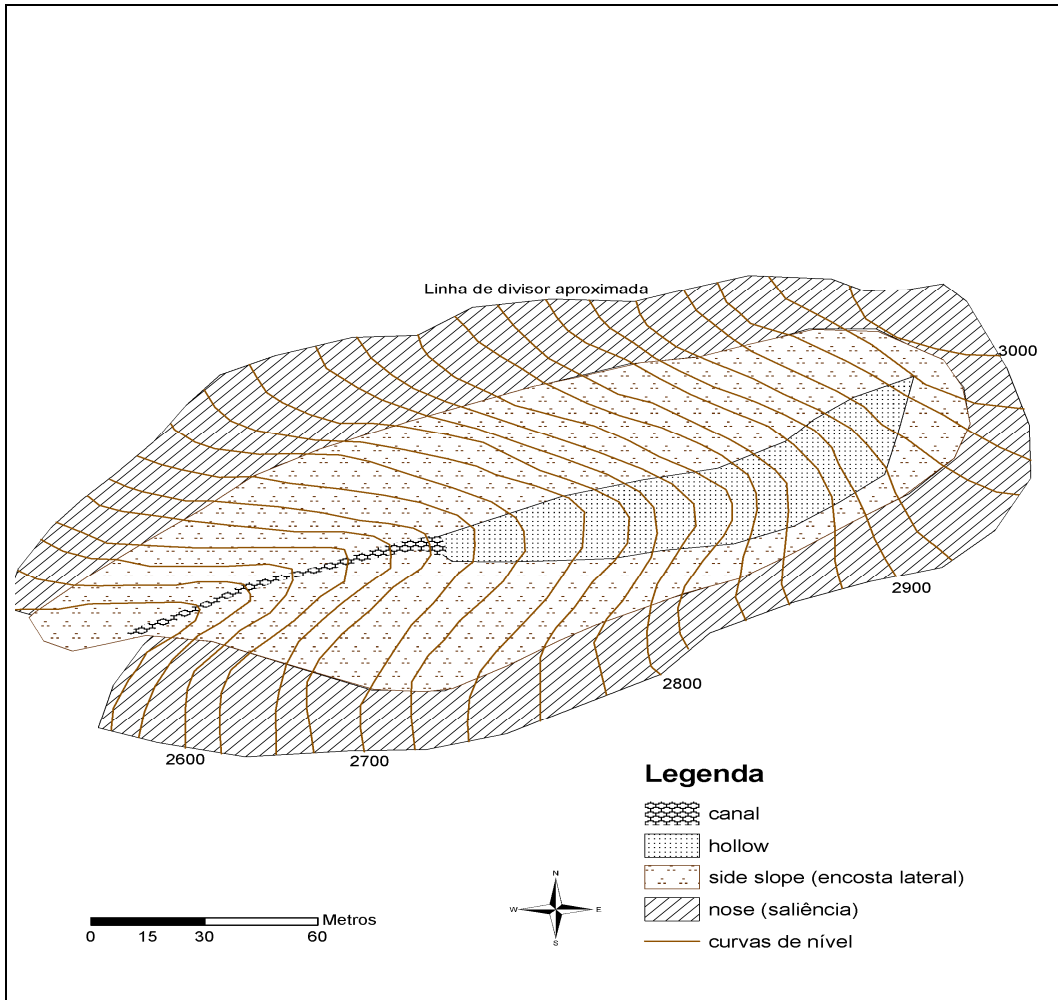 Linha de divisor aproximada
3000
2900
2800
2600
2700
Legenda
canal
hollow
side slope (encosta lateral)
nose (saliência)
curvas de nível
N
W
E
S
Metros
0 15 30 60